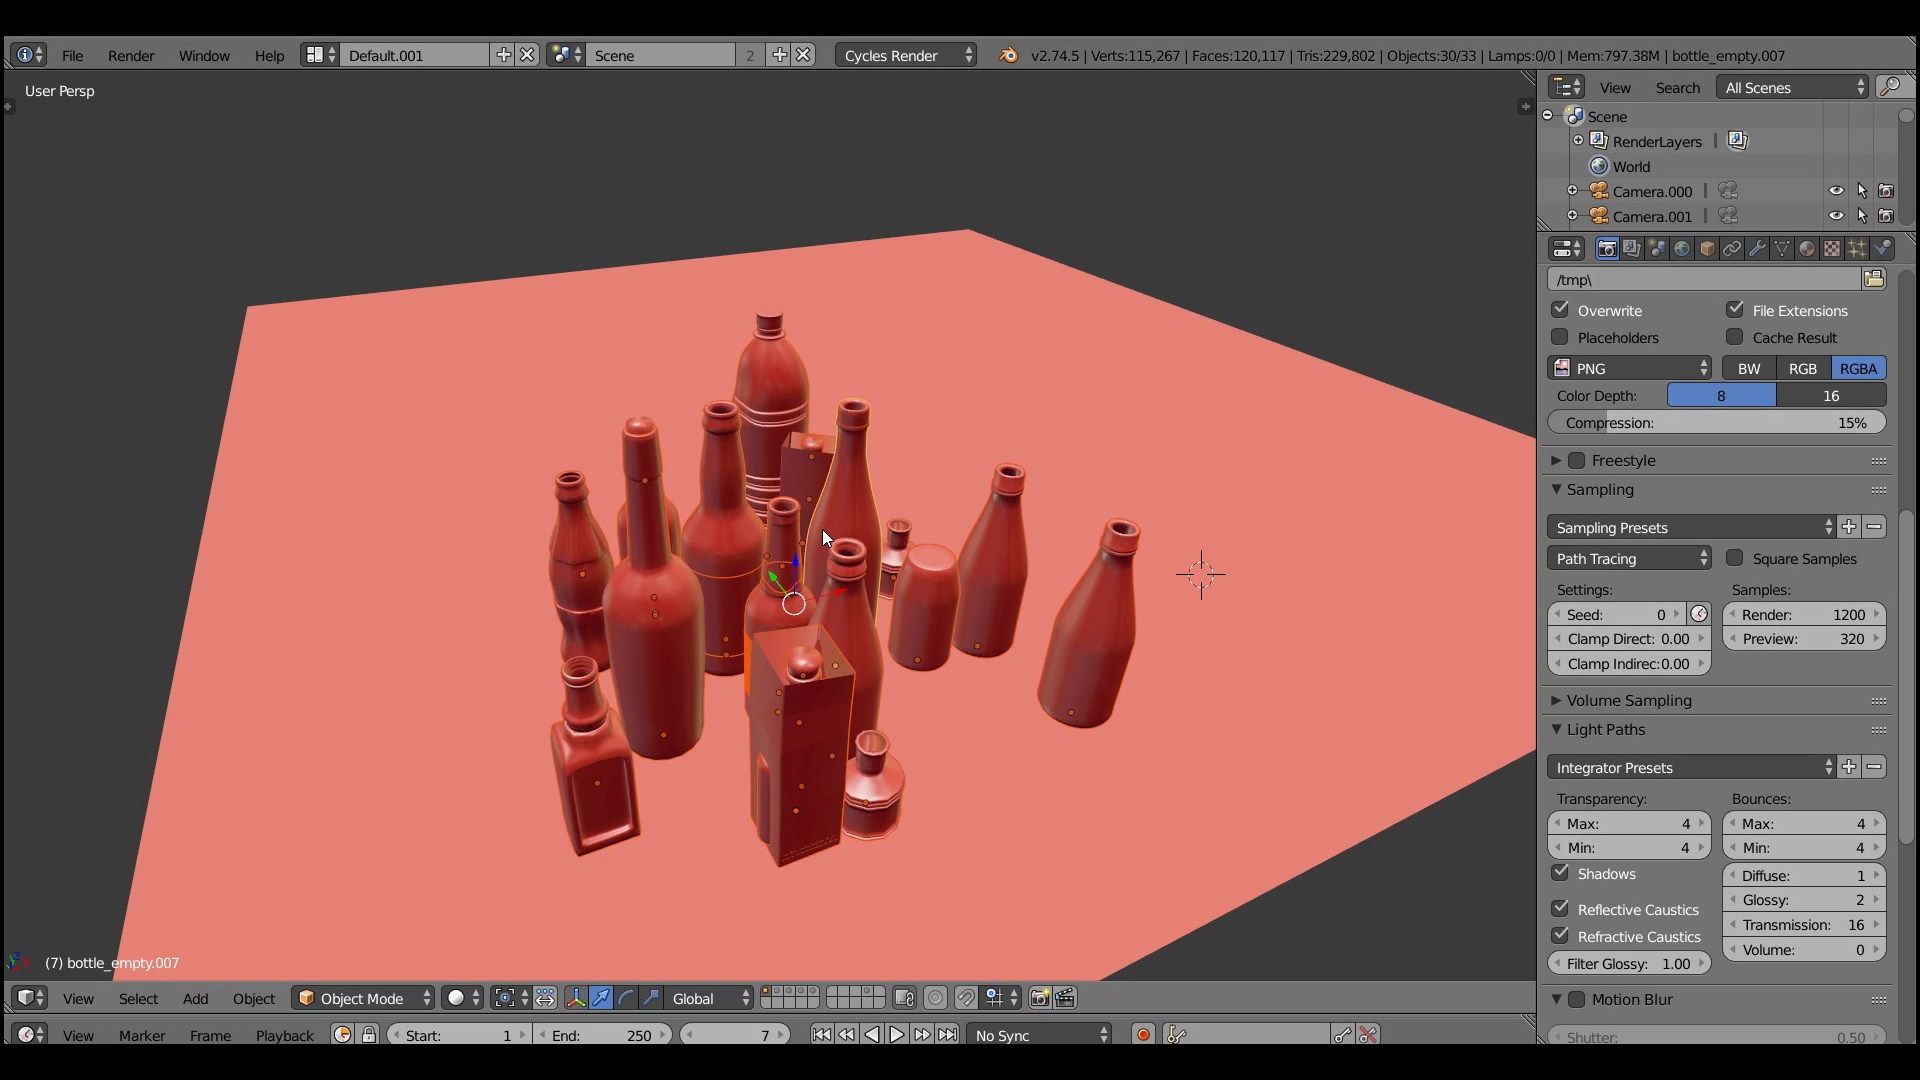 File Render Window Help Default.001 Scene 2 Cycles Render v2.74.5 | Verts:115,267 | Faces:120,117 | Tris:229,802 | Objects:30/33 | Lamps:0/0 | Mem:797.38M | bottle_empty.007
User Persp
View Search All Scenes
Scene
RenderLayers
World
Camera.000
Camera.001
/tmp\
Overwrite File Extensions
Placeholders Cache Result
PNG BW RGB RGBA
Color Depth: 8 16
Compression: 15%
Freestyle
Sampling
Sampling Presets
Path Tracing Square Samples
Settings: Samples:
Seed: 0 Render: 1200
Clamp Direct: 0.00 Preview: 320
Clamp Indirec:0.00
Volume Sampling
Light Paths
Integrator Presets
Transparency: Bounces:
Max: 4 Max: 4
Min: 4 Min: 4
Shadows Diffuse: 1
Reflective Caustics Glossy: 2
Refractive Caustics Transmission: 16
Filter Glossy: 1.00 Volume: 0
Motion Blur
Shutter: 0.50
(7) bottle_empty.007
View Select Add Object Object Mode Global
View Marker Frame Playback Start: 1 End: 250 7 No Sync